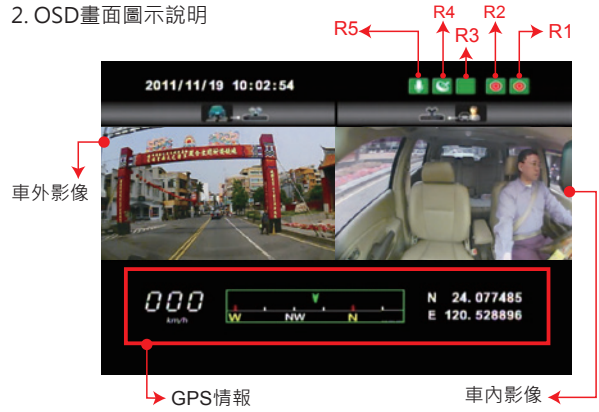 2. OSD畫面圖示說明
R5
R4
R3
R2
R1
2011/11/19 10:02:54
車外影像
000
km/h
W NW N
N 24.077485
E 120.528896
GPS情報
車內影像